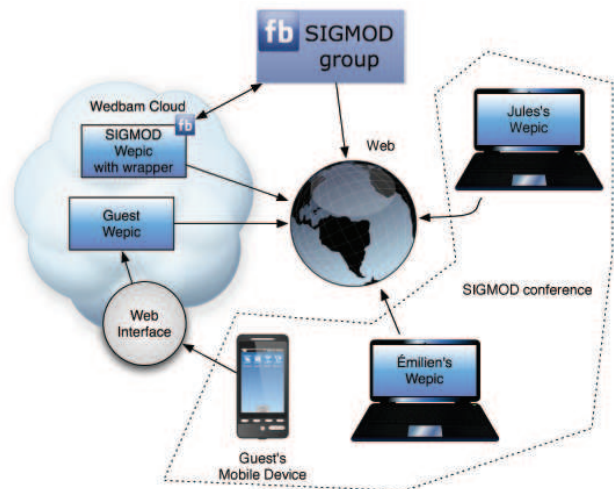 fb SIGMOD
group
Wedbam Cloud
fb
SIGMOD
Wepic
with wrapper
Web
Jules's
Wepic
Guest
Wepic
SIGMOD conference
Web
Interface
Émilien's
Wepic
Guest's
Mobile Device